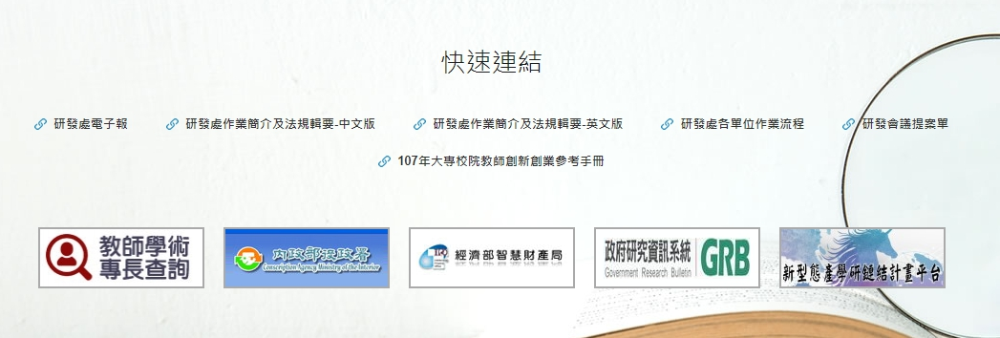 快速連結
研發處電子報
研發處作業簡介及法規輯要-中文版
研發處作業簡介及法規輯要-英文版
研發處各單位作業流程
研發會議提案單
107年大專校院教師創新創業參考手冊
教師學術
專長查詢
內政部役政署
Conscription Agency Ministry of the Interior
經濟部智慧財產局
政府研究資訊系統
Government Research Bulletin
GRB
新型態產學研鏈結計畫平台